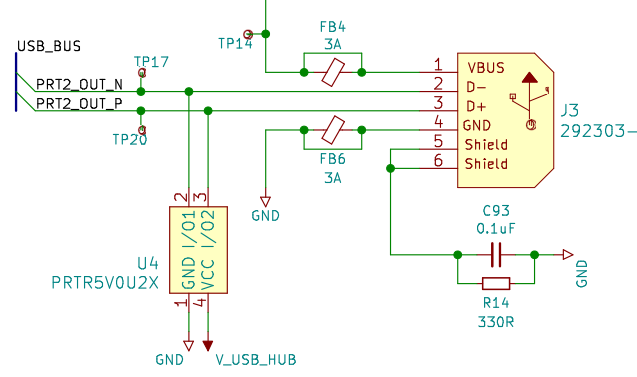 FB4
3A
TP14
USB_BUS
TP17
PRT2_OUT_N
PRT2_OUT_P
TP20
1 VBUS
2 D-
3 D+
4 GND
5 Shield
6 Shield
J3
292303-
FB6
3A
GND
2 3
I/O1 I/O2
GND VCC
1 4
U4
PRTR5V0U2X
GND
V_USB_HUB
C93
0.1uF
GND
R14
330R